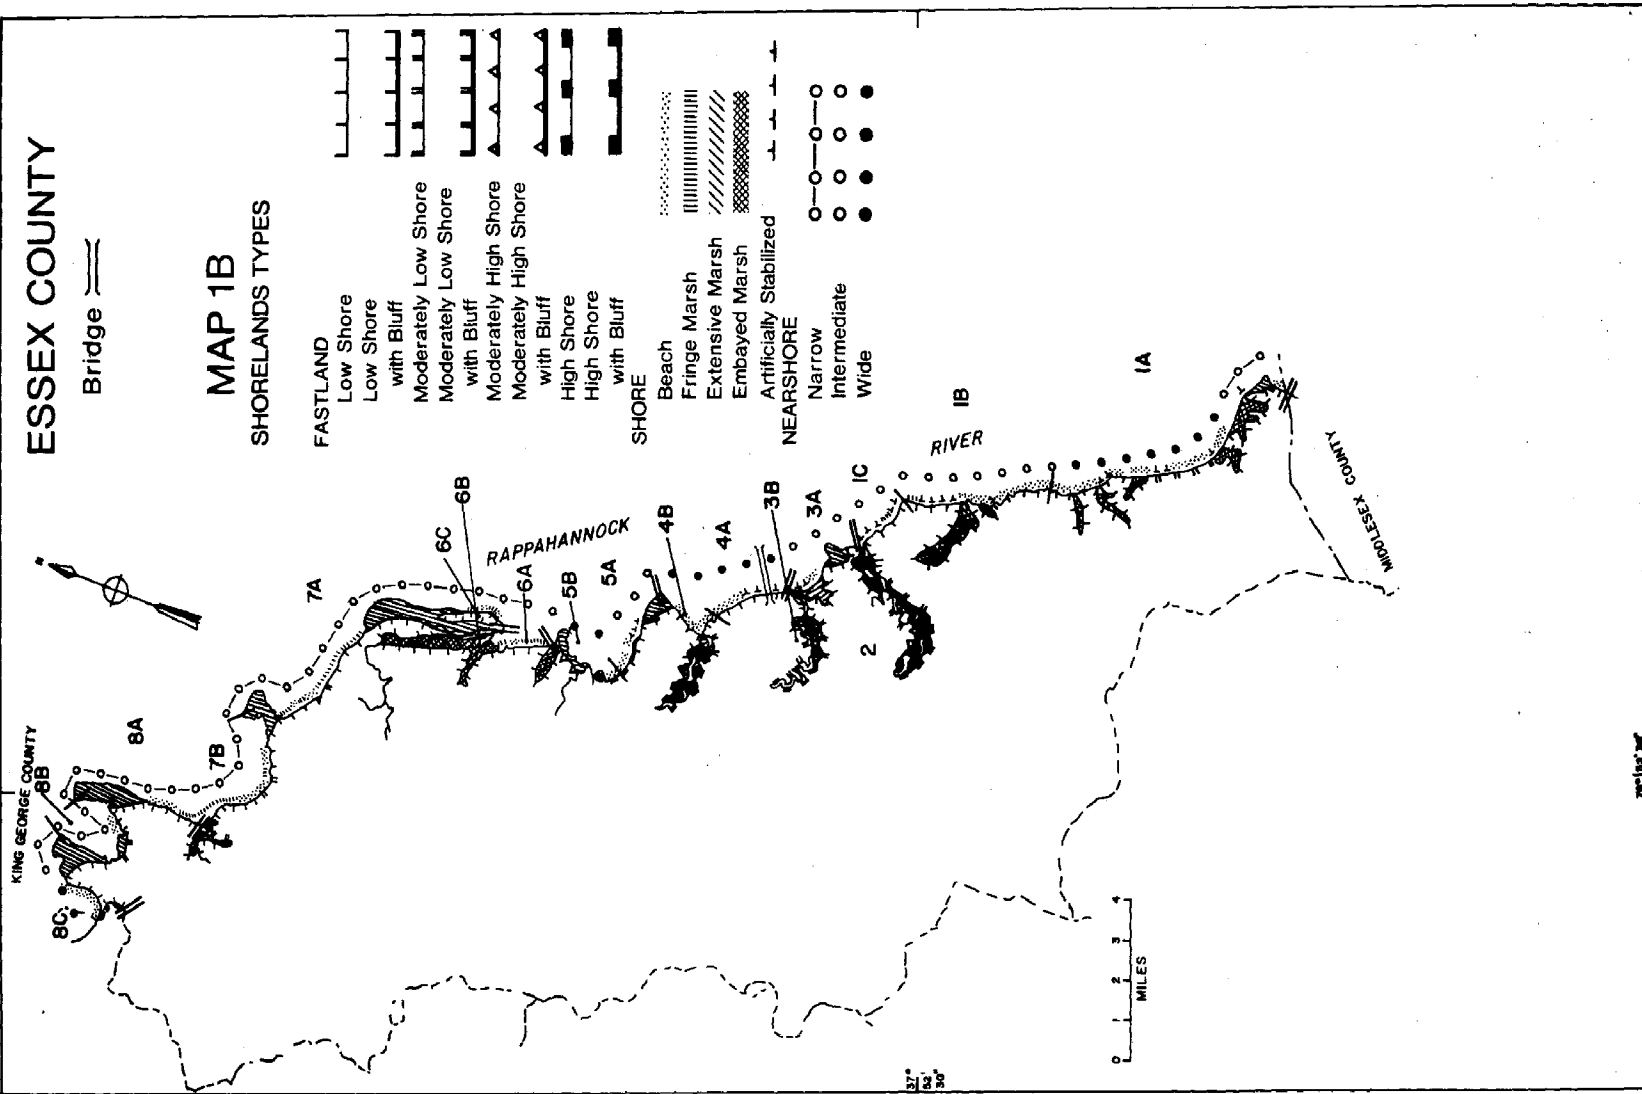 ESSEX COUNTY
Bridge
MAP 1B
SHORELANDS TYPES
FASTLAND
Low Shore
Low Shore
with Bluff
Moderately Low Shore
Moderately Low Shore
with Bluff
Moderately High Shore
Moderately High Shore
with Bluff
High Shore
High Shore
with Bluff
SHORE
Beach
Fringe Marsh
Extensive Marsh
Embayed Marsh
Artificially Stabilized
NEARSHORE
Narrow
Intermediate
Wide
KING GEORGE COUNTY
8B
8C
8A
7B
7A
6C
6B
RAPPAHANNOCK
6A
5B
5A
4B
4A
3B
3A
2
1C
RIVER
1B
1A
MIDDLESEX COUNTY
0 1 2 3 4
MILES
37°
52'
30"